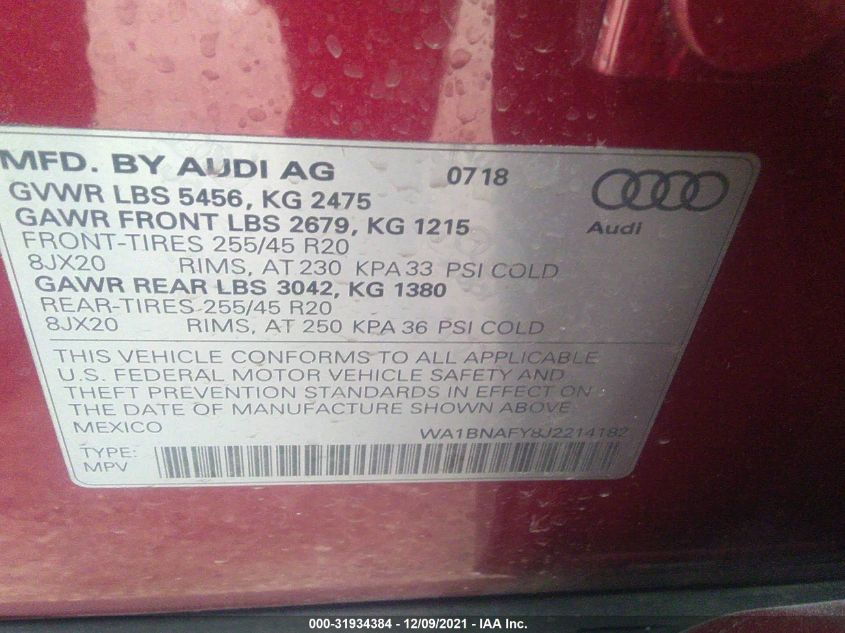 MFD. BY AUDI AG 0718
GVWR LBS 5456, KG 2475
GAWR FRONT LBS 2679, KG 1215
Audi
FRONT-TIRES 255/45 R20
8JX20 RIMS, AT 230 KPA 33 PSI COLD
GAWR REAR LBS 3042, KG 1380
REAR-TIRES 255/45 R20
8JX20 RIMS, AT 250 KPA 36 PSI COLD
THIS VEHICLE CONFORMS TO ALL APPLICABLE
U.S. FEDERAL MOTOR VEHICLE SAFETY AND
THEFT PREVENTION STANDARDS IN EFFECT ON
THE DATE OF MANUFACTURE SHOWN ABOVE.
MEXICO WA1BNAFY8J2214182
TYPE:
MPV
000-31934384 - 12/09/2021 - IAA Inc.